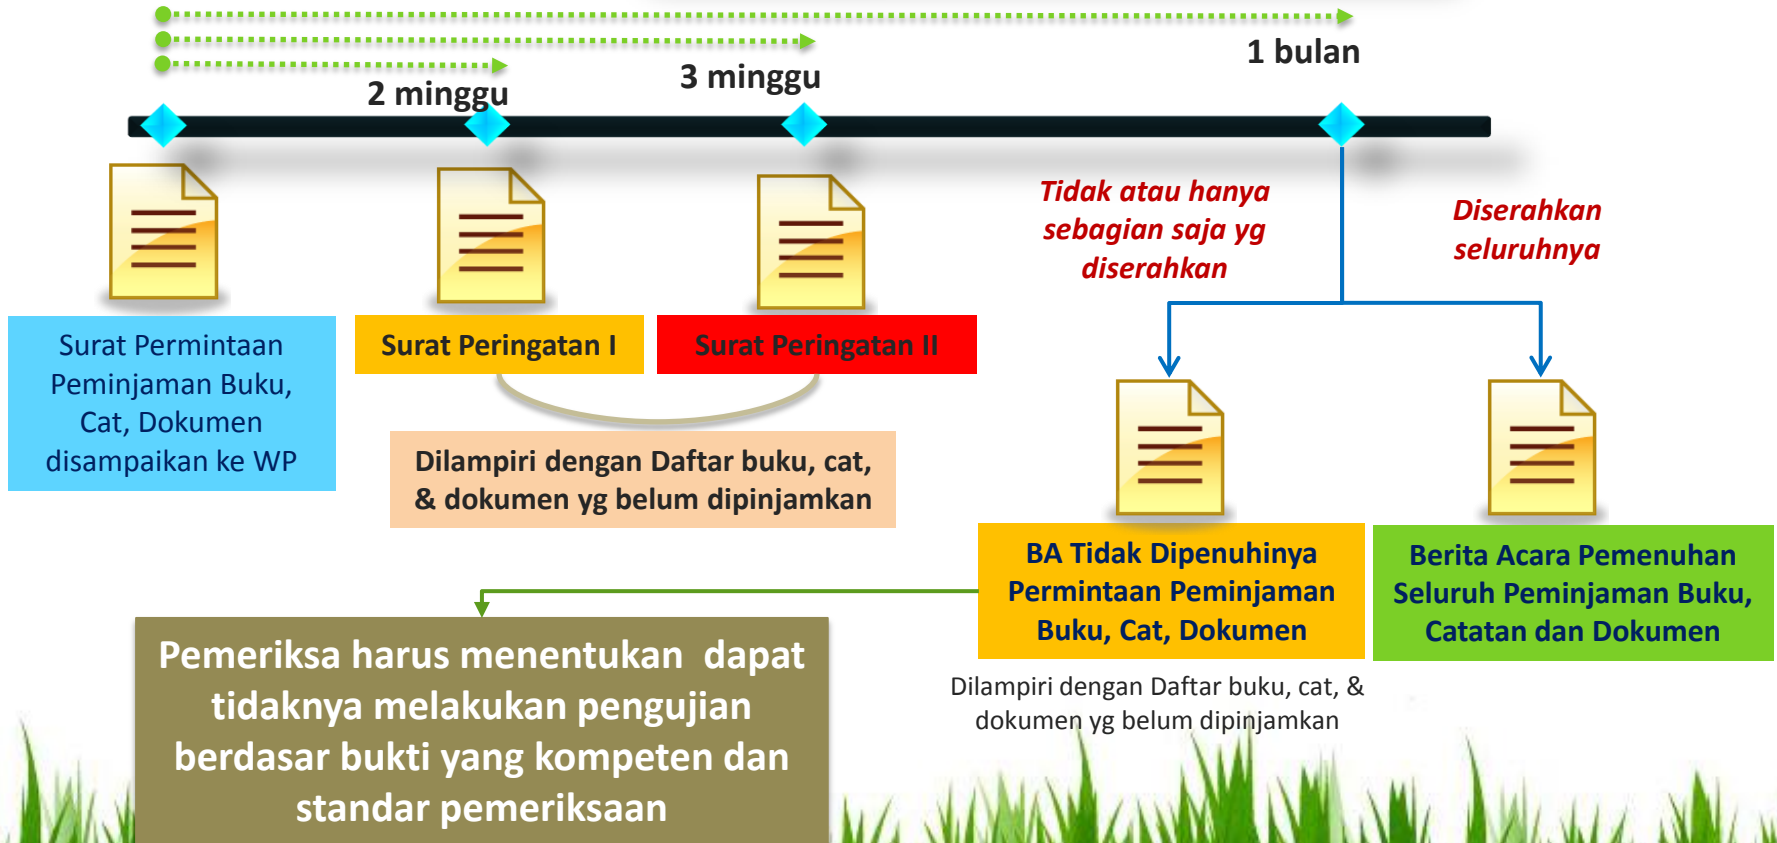 1 bulan
3 minggu
2 minggu
Tidak atau hanya
sebagian saja yg
diserahkan
Diserahkan
seluruhnya
Surat Permintaan
Peminjaman Buku,
Cat, Dokumen
disampaikan ke WP
Surat Peringatan I
Surat Peringatan II
Dilampiri dengan Daftar buku, cat,
& dokumen yg belum dipinjamkan
BA Tidak Dipenuhinya
Permintaan Peminjaman
Buku, Cat, Dokumen
Berita Acara Pemenuhan
Seluruh Peminjaman Buku,
Catatan dan Dokumen
Dilampiri dengan Daftar buku, cat, &
dokumen yg belum dipinjamkan
Pemeriksa harus menentukan  dapat
tidaknya melakukan pengujian
berdasar bukti yang kompeten dan
standar pemeriksaan